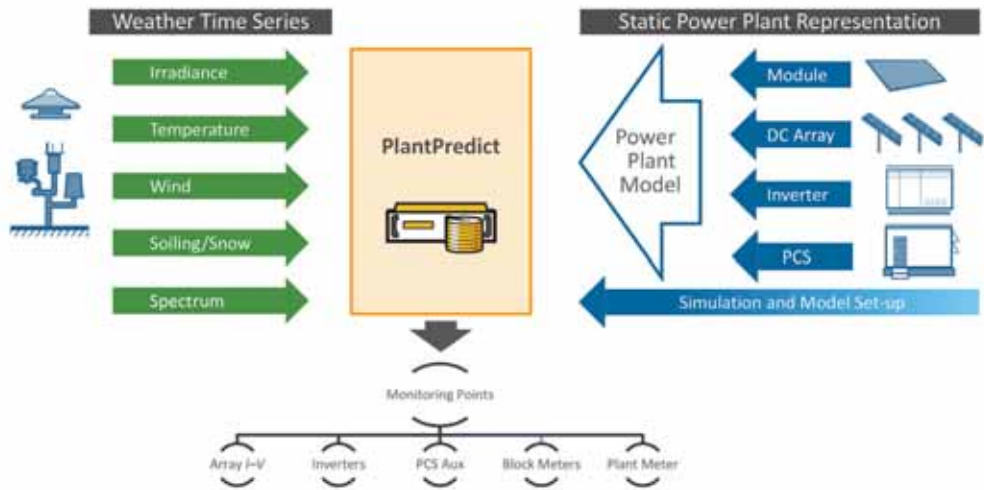 Weather Time Series
Static Power Plant Representation
Irradiance
Temperature
Wind
Soiling/Snow
Spectrum
PlantPredict
Power
Plant
Model
Module
DC Array
Inverter
PCS
Simulation and Model Set-up
Monitoring Points
Array I–V
Inverters
PCS Aux
Block Meters
Plant Meter